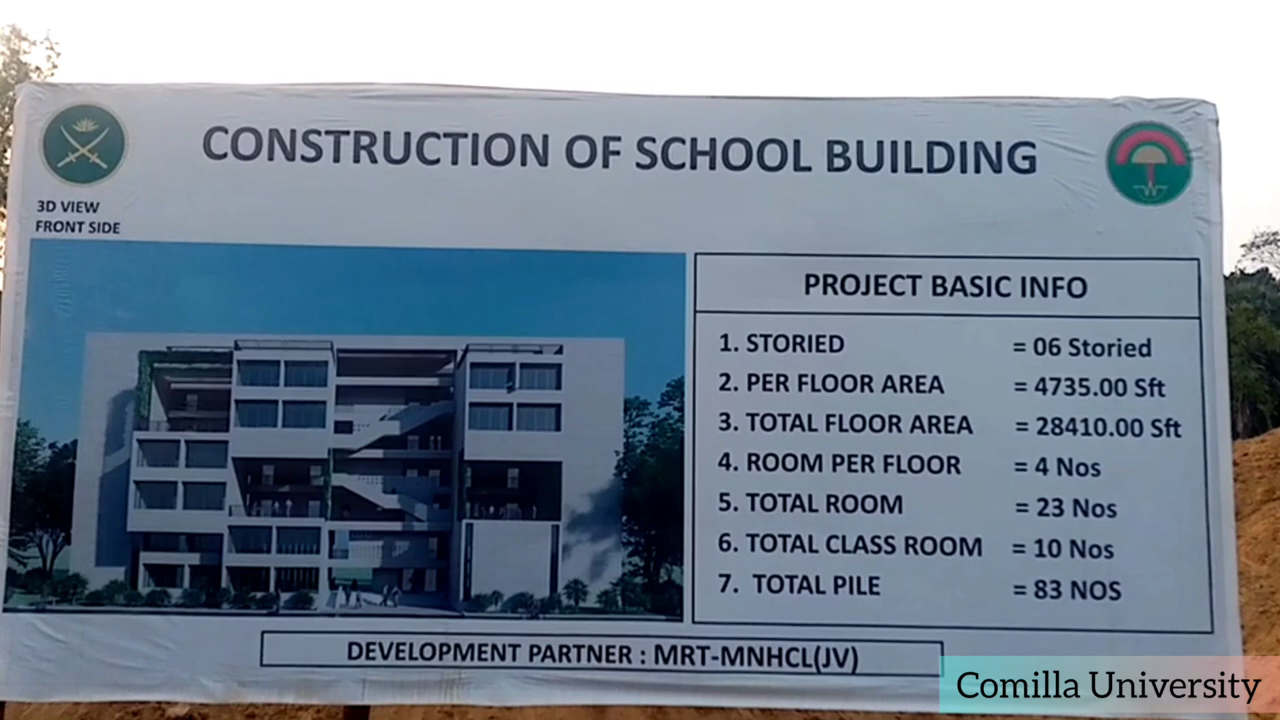 CONSTRUCTION OF SCHOOL BUILDING
3D VIEW
FRONT SIDE
PROJECT BASIC INFO
1. STORIED = 06 Storied
2. PER FLOOR AREA = 4735.00 Sft
3. TOTAL FLOOR AREA = 28410.00 Sft
4. ROOM PER FLOOR = 4 Nos
5. TOTAL ROOM = 23 Nos
6. TOTAL CLASS ROOM = 10 Nos
7. TOTAL PILE = 83 NOS
DEVELOPMENT PARTNER : MRT-MNHCL(JV)
Comilla University